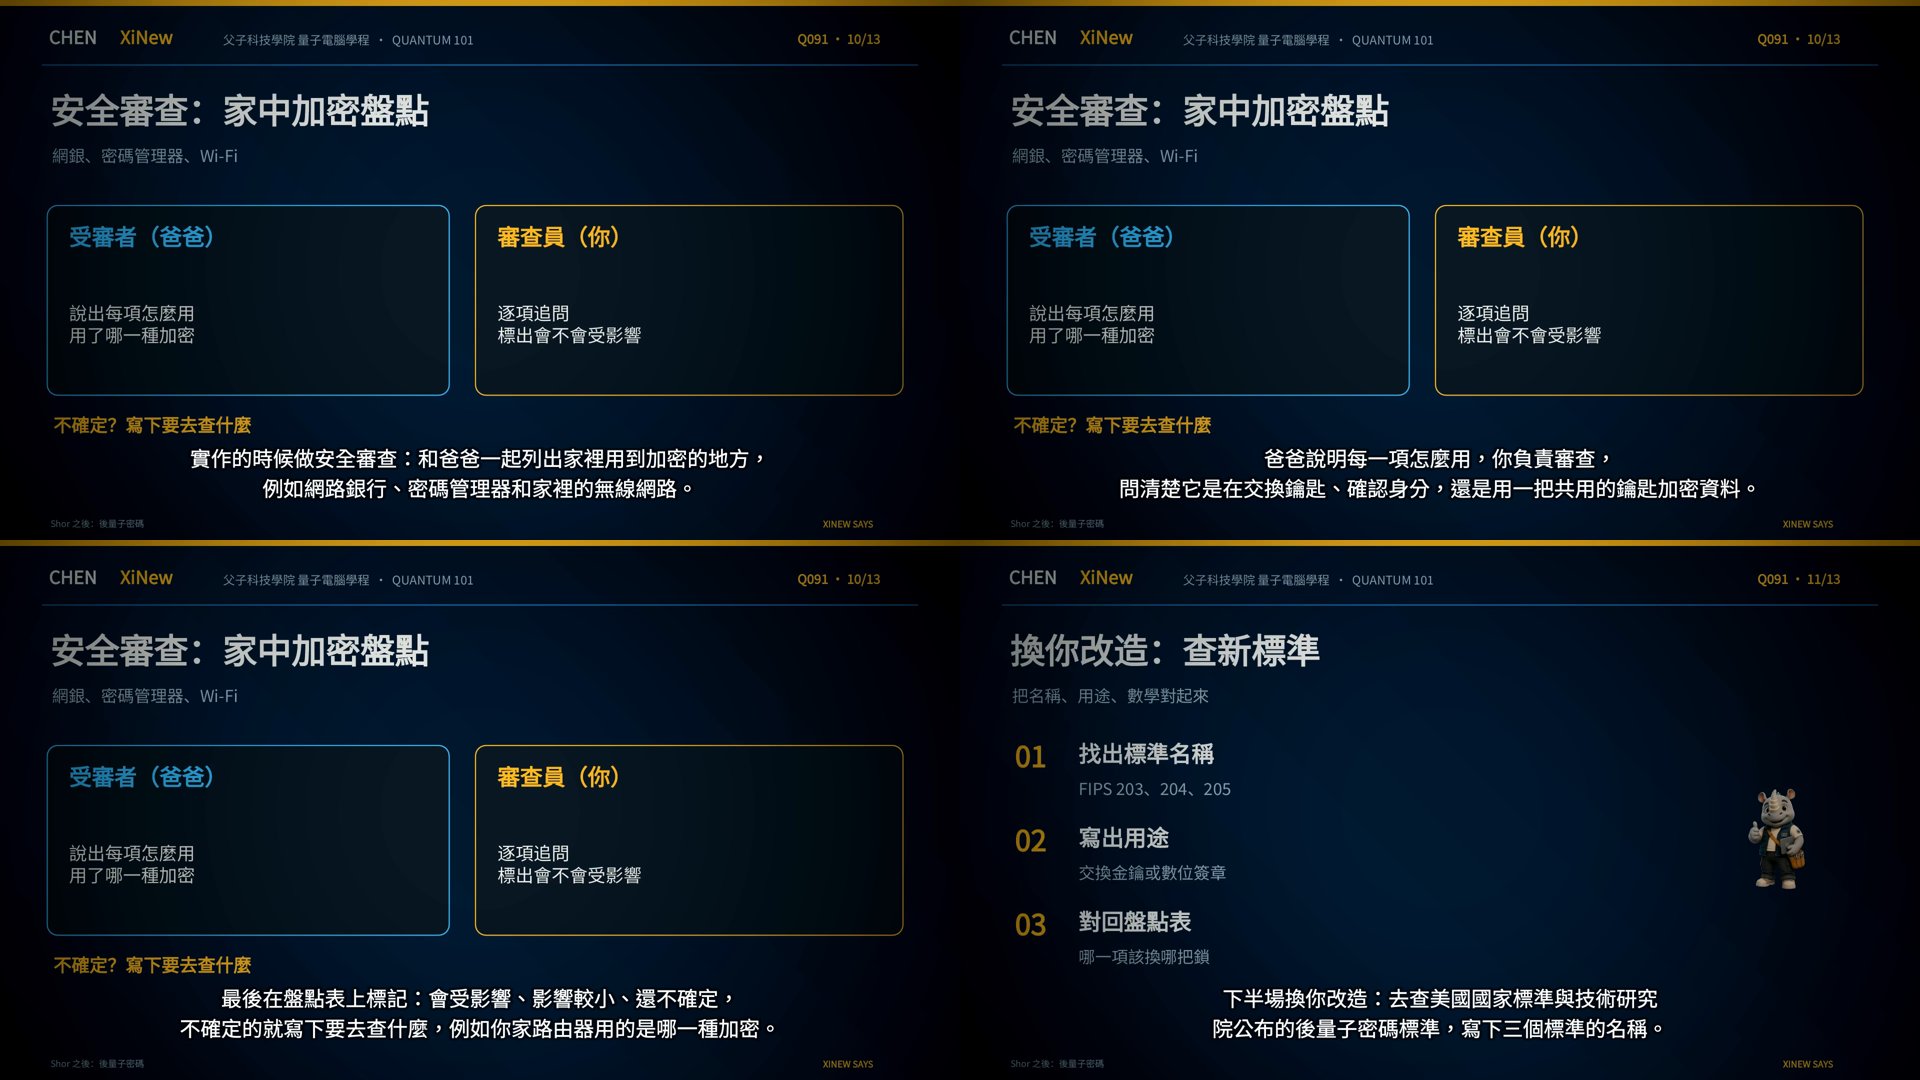 CHEN XiNew 父子科技學院 量子電腦學程 · QUANTUM 101 Q091 · 10/13
安全審查：家中加密盤點
網銀、密碼管理器、Wi-Fi
受審者（爸爸）
說出每項怎麼用
用了哪一種加密
審查員（你）
逐項追問
標出會不會受影響
不確定？寫下要去查什麼
實作的時候做安全審查：和爸爸一起列出家裡用到加密的地方，
例如網路銀行、密碼管理器和家裡的無線網路。
Shor 之後：後量子密碼 XINEW SAYS
CHEN XiNew 父子科技學院 量子電腦學程 · QUANTUM 101 Q091 · 10/13
安全審查：家中加密盤點
網銀、密碼管理器、Wi-Fi
受審者（爸爸）
說出每項怎麼用
用了哪一種加密
審查員（你）
逐項追問
標出會不會受影響
不確定？寫下要去查什麼
爸爸說明每一項怎麼用，你負責審查，
問清楚它是在交換鑰匙、確認身分，還是用一把共用的鑰匙加密資料。
Shor 之後：後量子密碼 XINEW SAYS
CHEN XiNew 父子科技學院 量子電腦學程 · QUANTUM 101 Q091 · 10/13
安全審查：家中加密盤點
網銀、密碼管理器、Wi-Fi
受審者（爸爸）
說出每項怎麼用
用了哪一種加密
審查員（你）
逐項追問
標出會不會受影響
不確定？寫下要去查什麼
最後在盤點表上標記：會受影響、影響較小、還不確定，
不確定的就寫下要去查什麼，例如你家路由器用的是哪一種加密。
Shor 之後：後量子密碼 XINEW SAYS
CHEN XiNew 父子科技學院 量子電腦學程 · QUANTUM 101 Q091 · 11/13
換你改造：查新標準
把名稱、用途、數學對起來
01 找出標準名稱
FIPS 203、204、205
02 寫出用途
交換金鑰或數位簽章
03 對回盤點表
哪一項該換哪把鎖
下半場換你改造：去查美國國家標準與技術研究
院公布的後量子密碼標準，寫下三個標準的名稱。
Shor 之後：後量子密碼 XINEW SAYS